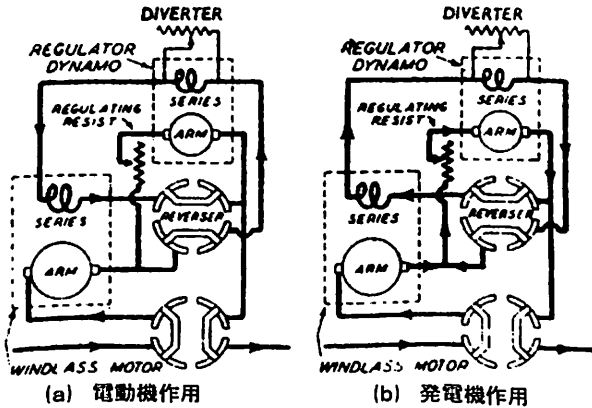 DIVERTER
REGULATOR
DYNAMO
SERIES
REGULATING
RESIST
ARM
SERIES
REVERSER
ARM
WINDLASS MOTOR
(a) 電動機作用
DIVERTER
REGULATOR
DYNAMO
SERIES
REGULATING
RESIST
ARM
SERIES
REVERSER
ARM
WINDLASS MOTOR
(b) 発電機作用